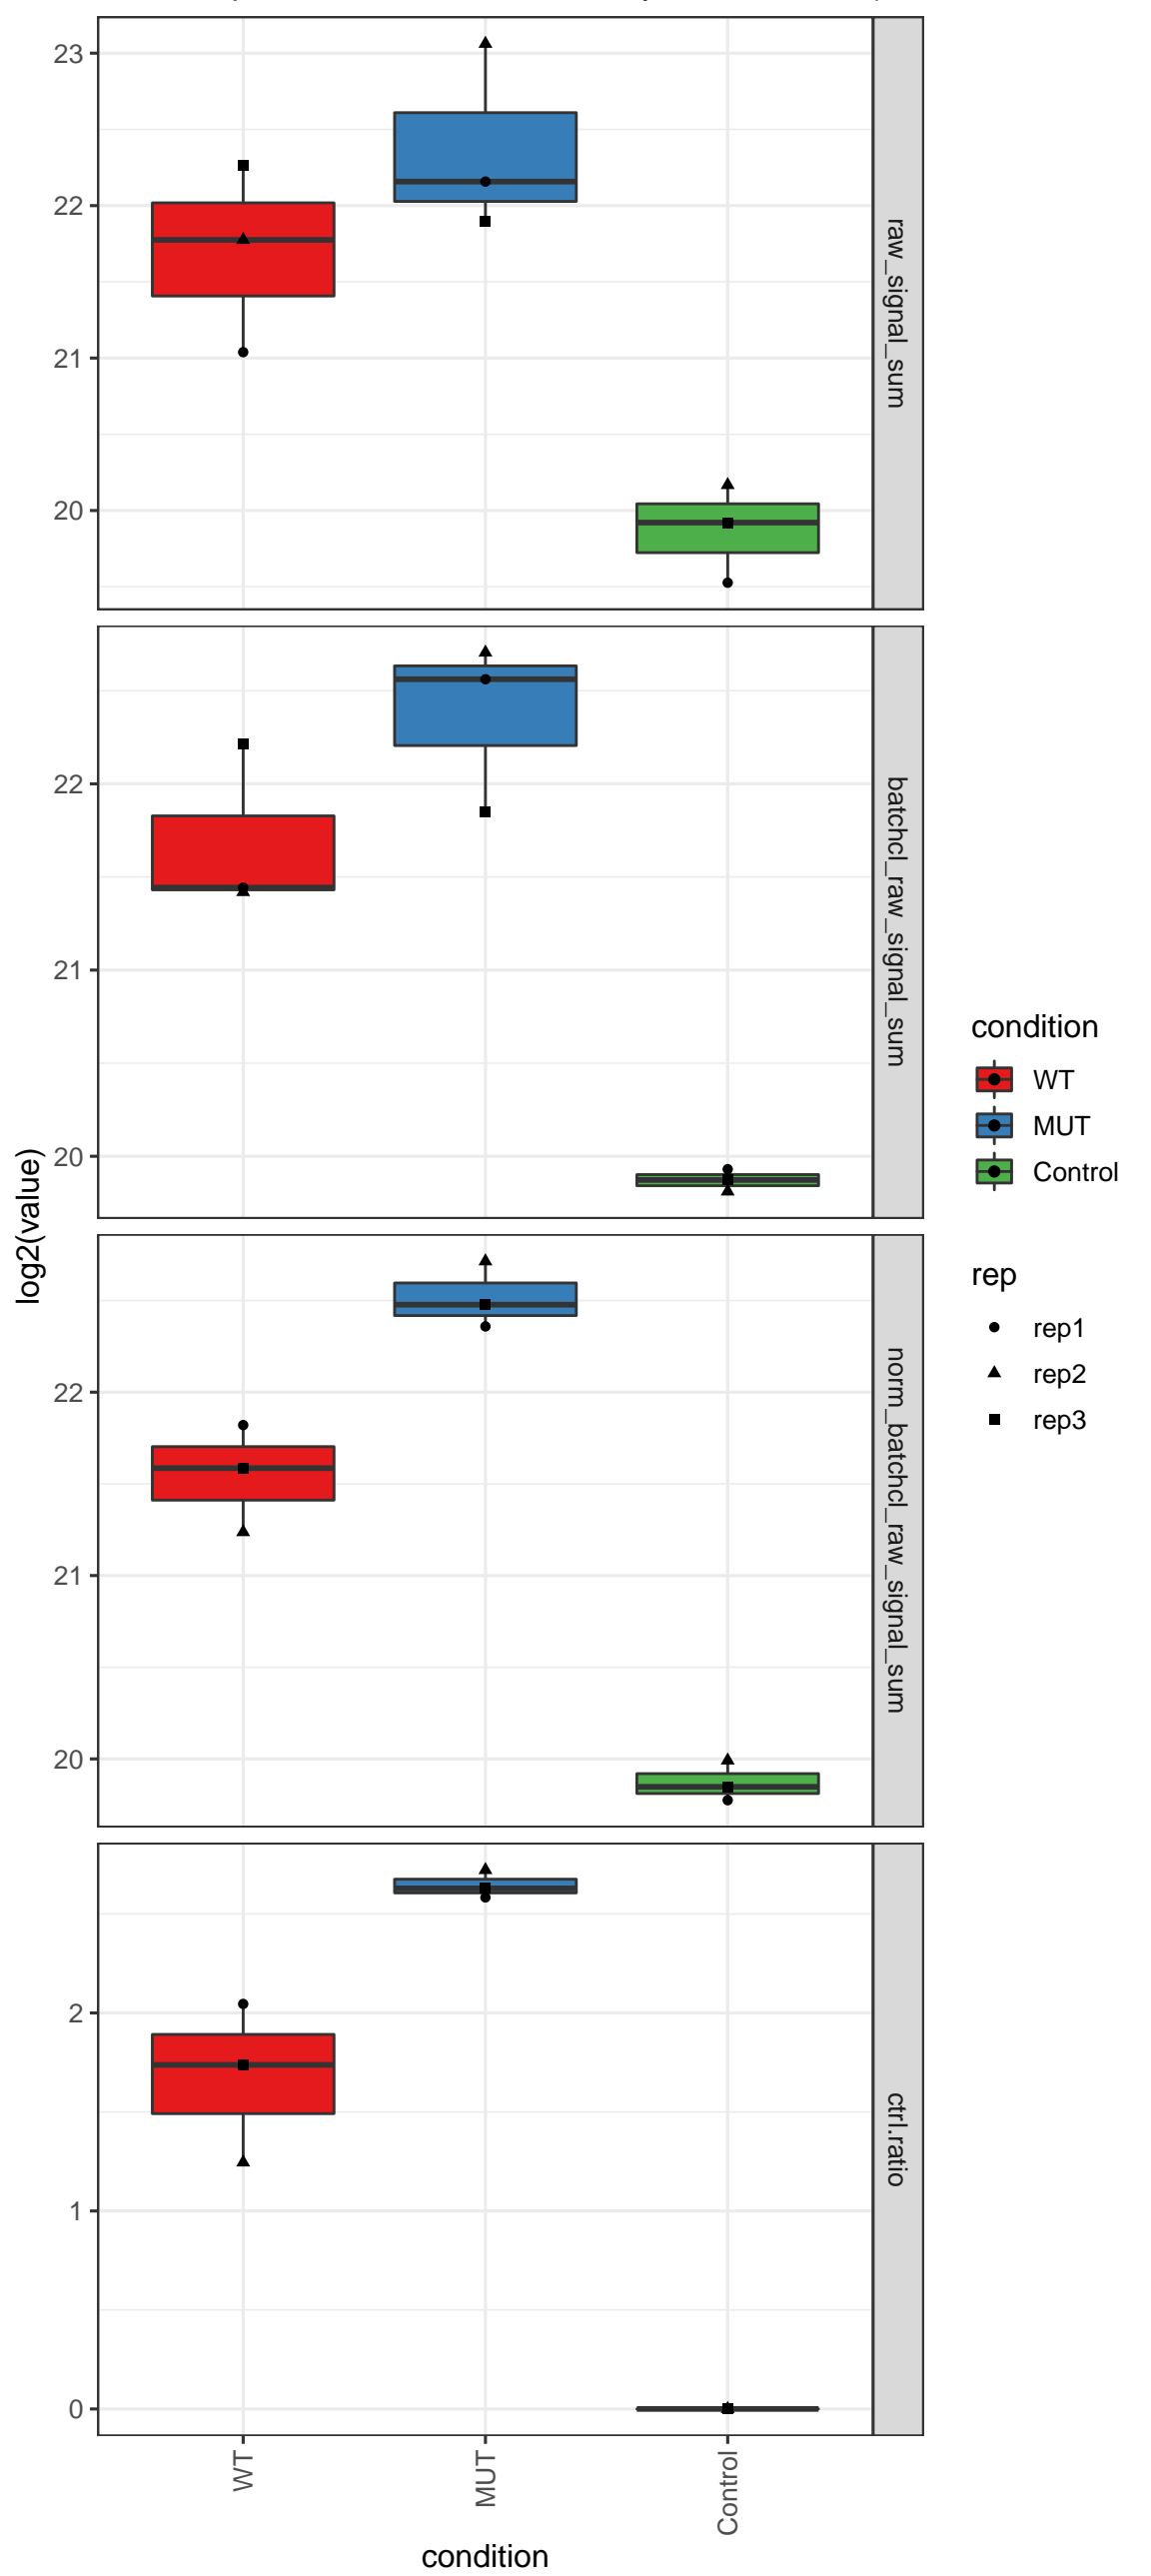 23
22
21
20
raw_signal_sum
22
21
20
batchcl_raw_signal_sum
22
21
20
norm_batchcl_raw_signal_sum
2
1
0
ctrl.ratio
log2(value)
WT
MUT
Control
condition
condition
WT
MUT
Control
rep
rep1
rep2
rep3